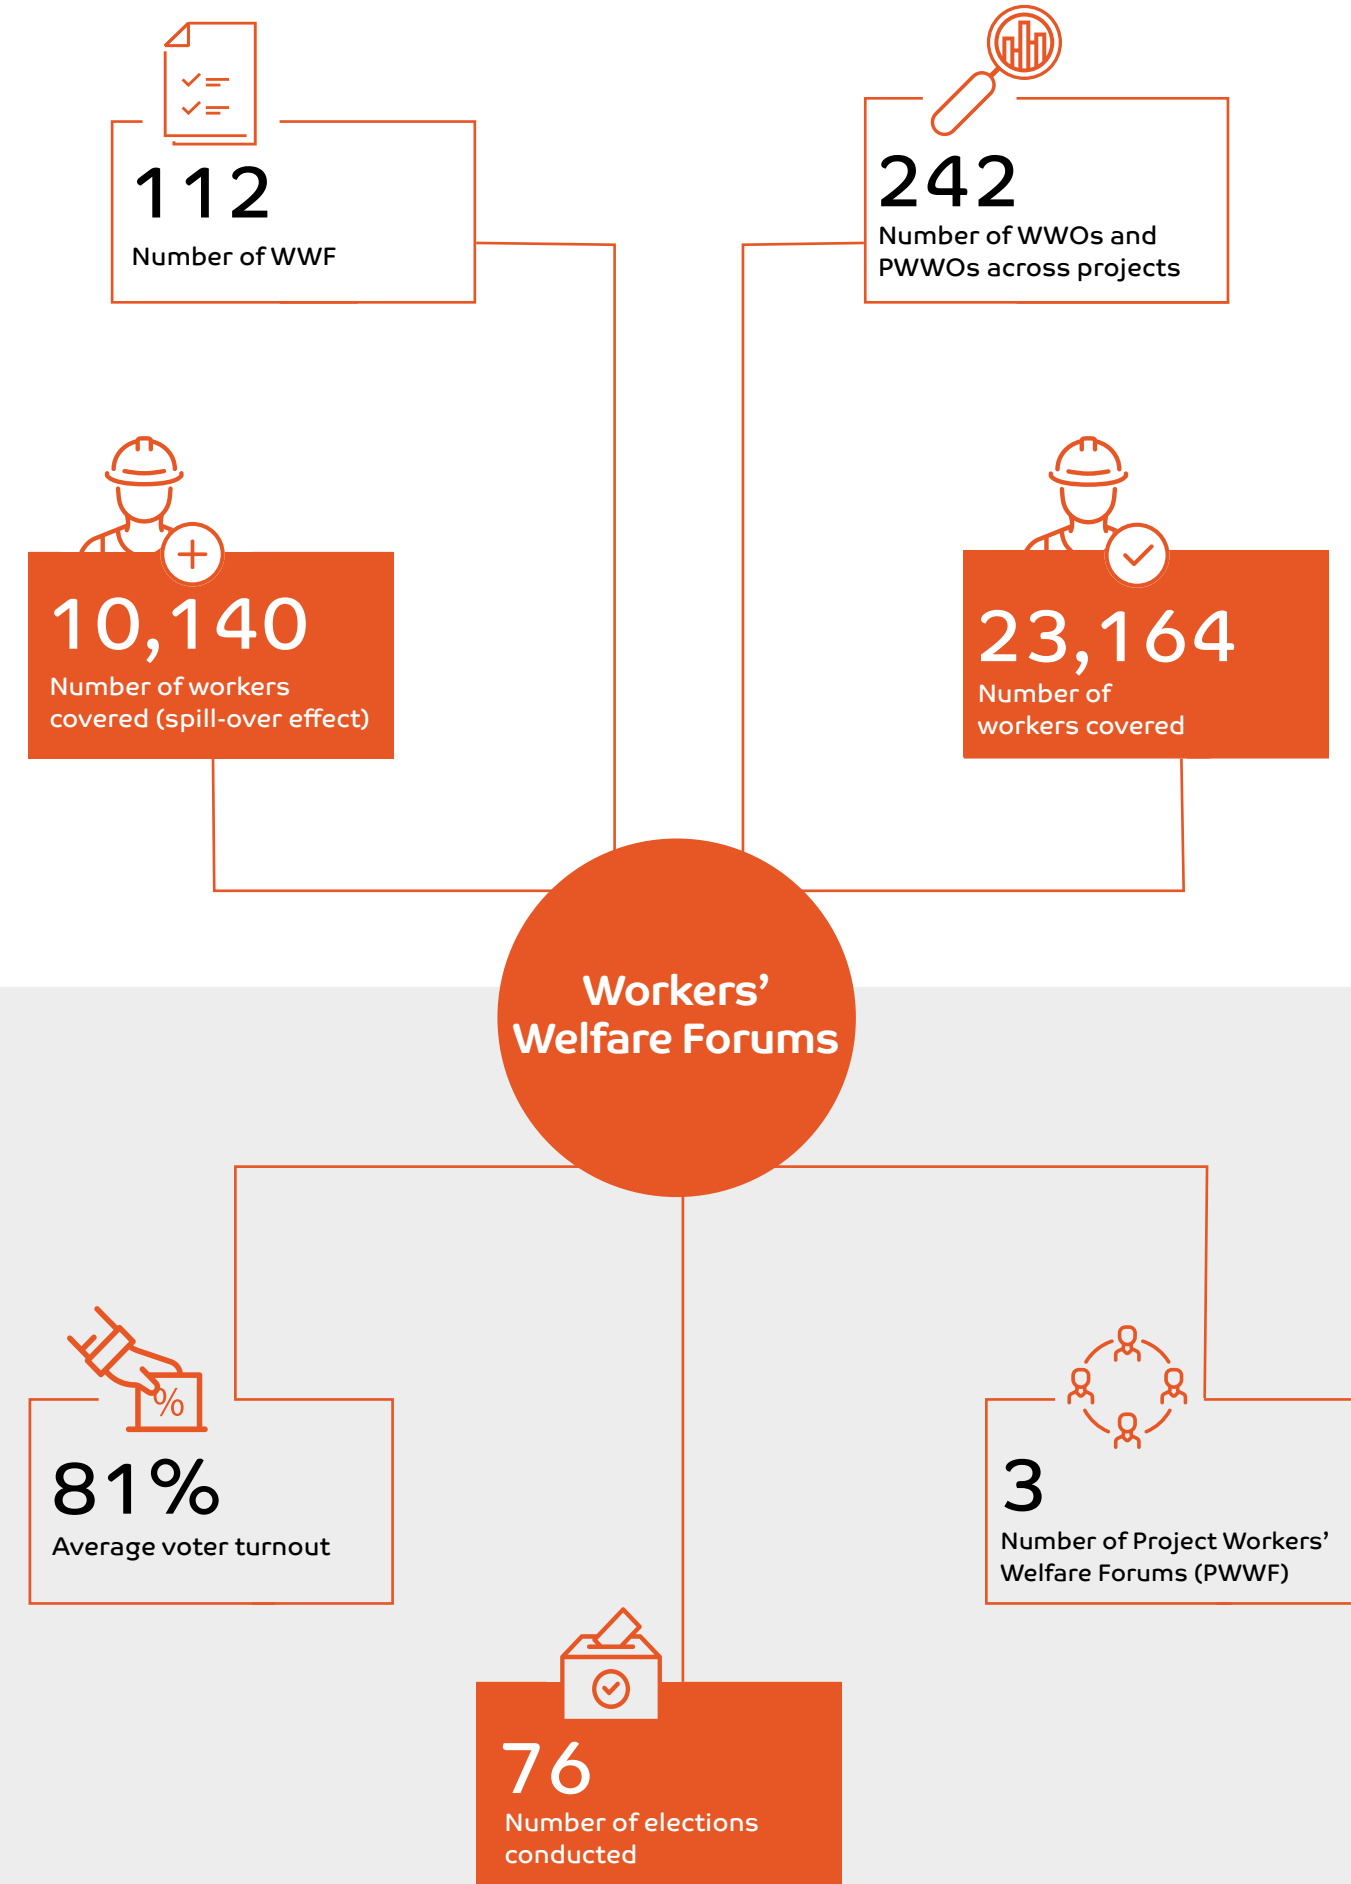 112
Number of WWF
242
Number of WWOs and
PWWOs across projects
10,140
Number of workers
covered (spill-over effect)
23,164
Number of
workers covered
Workers’
Welfare Forums
%
81%
Average voter turnout
3
Number of Project Workers’
Welfare Forums (PWWF)
76
Number of elections
conducted